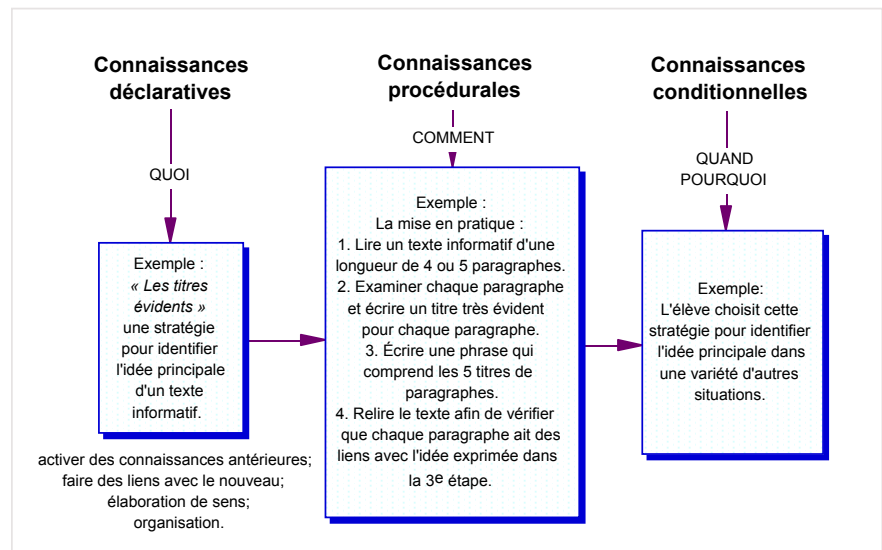 Connaissances
déclaratives
QUOI
Exemple :
« Les titres
évidents »
une stratégie
pour identifier
l'idée principale
d'un texte
informatif.
activer des connaissances antérieures;
faire des liens avec le nouveau;
élaboration de sens;
organisation.
Connaissances
procédurales
COMMENT
Exemple :
La mise en pratique :
1. Lire un texte informatif d'une
longueur de 4 ou 5 paragraphes.
2. Examiner chaque paragraphe
et écrire un titre très évident
pour chaque paragraphe.
3. Écrire une phrase qui
comprend les 5 titres de
paragraphes.
4. Relire le texte afin de vérifier
que chaque paragraphe ait des
liens avec l'idée exprimée dans
la 3e étape.
Connaissances
conditionnelles
QUAND
POURQUOI
Exemple:
L'élève choisit cette
stratégie pour identifier
l'idée principale dans
une variété d'autres
situations.